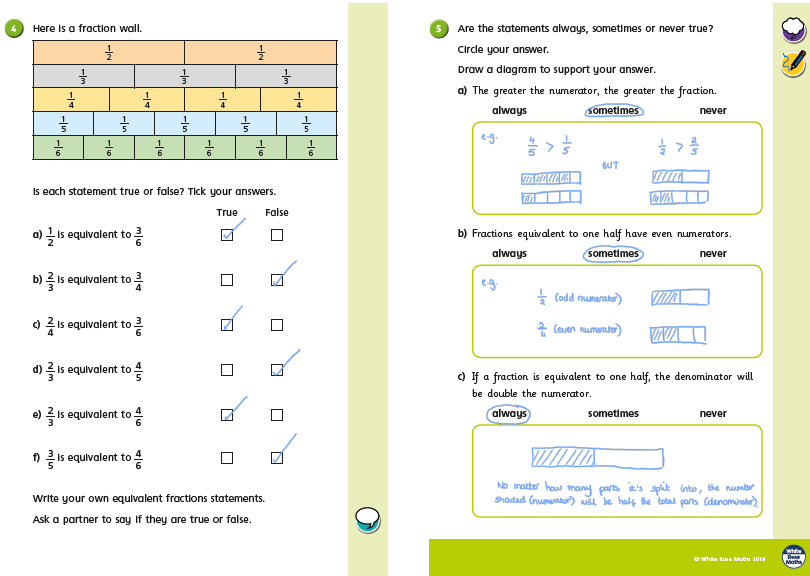 4 Here is a fraction wall.
1/2 1/2
1/3 1/3 1/3
1/4 1/4 1/4 1/4
1/5 1/5 1/5 1/5 1/5
1/6 1/6 1/6 1/6 1/6 1/6
Is each statement true or false? Tick your answers.
True False
a) 1/2 is equivalent to 3/6
b) 2/3 is equivalent to 3/4
c) 2/4 is equivalent to 3/6
d) 2/3 is equivalent to 4/5
e) 2/3 is equivalent to 4/6
f) 3/5 is equivalent to 4/6
Write your own equivalent fractions statements.
Ask a partner to say if they are true or false.
5 Are the statements always, sometimes or never true?
Circle your answer.
Draw a diagram to support your answer.
a) The greater the numerator, the greater the fraction.
always sometimes never
e.g. 4/5 > 1/5 BUT 1/2 > 2/5
b) Fractions equivalent to one half have even numerators.
always sometimes never
e.g.
1/2 (odd numerator)
2/4 (even numerator)
c) If a fraction is equivalent to one half, the denominator will
be double the numerator.
always sometimes never
No matter how many parts it's split into, the number
shaded (numerator) will be half the total parts (denominator)
© White Rose Maths 2019
White
Rose
Maths